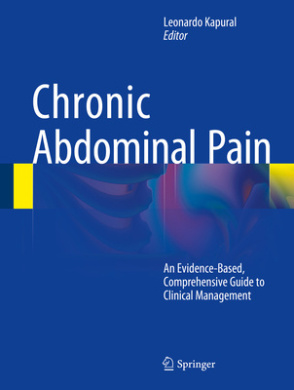 Leonardo Kapural
Editor
Chronic
Abdominal Pain
An Evidence-Based,
Comprehensive Guide to
Clinical Management
Springer